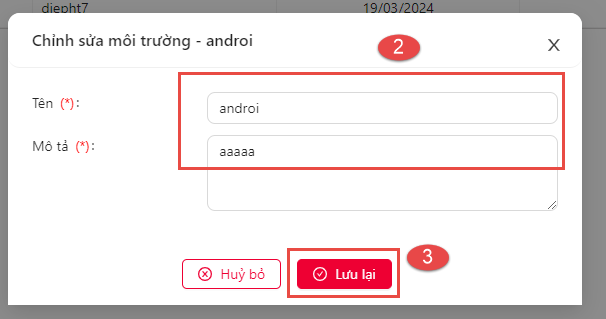 diepht7 19/03/2024
Chỉnh sửa môi trường - androi X
2
Tên (*):
androi
Mô tả (*):
aaaaa
Huỷ bỏ
Lưu lại
3